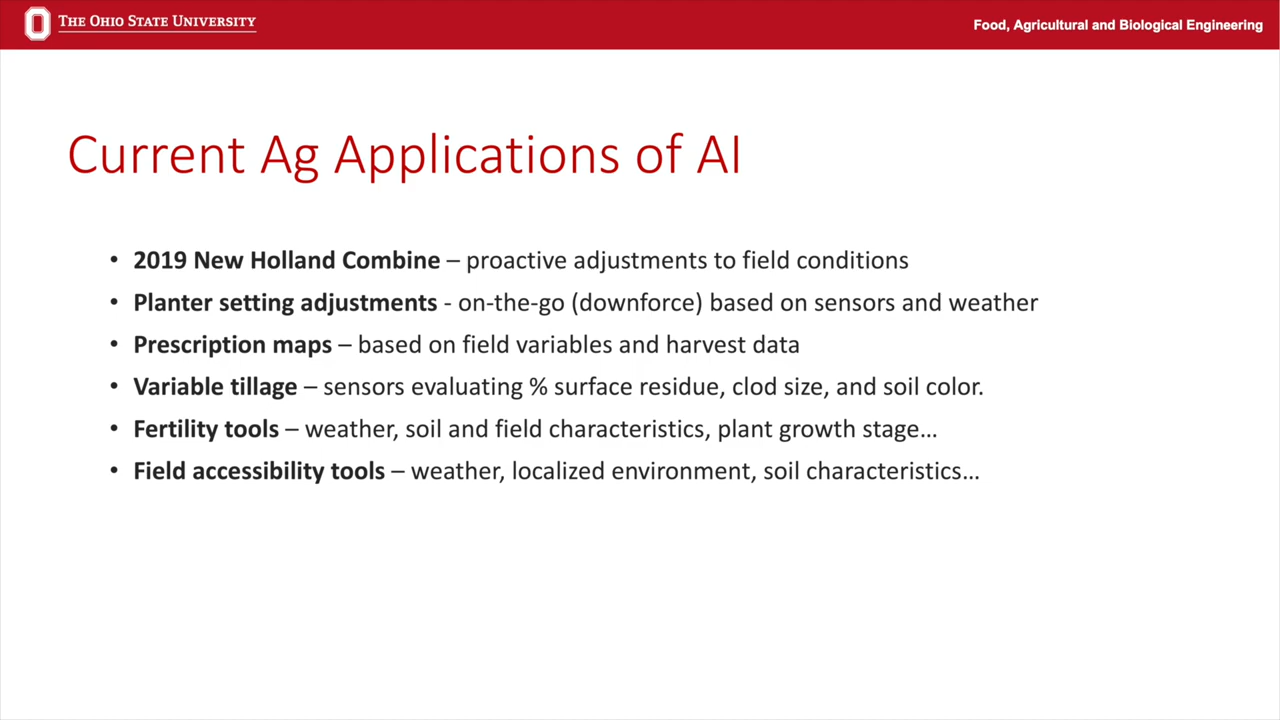 THE OHIO STATE UNIVERSITY
Food, Agricultural and Biological Engineering
Current Ag Applications of AI
• 2019 New Holland Combine – proactive adjustments to field conditions
• Planter setting adjustments - on-the-go (downforce) based on sensors and weather
• Prescription maps – based on field variables and harvest data
• Variable tillage – sensors evaluating % surface residue, clod size, and soil color.
• Fertility tools – weather, soil and field characteristics, plant growth stage…
• Field accessibility tools – weather, localized environment, soil characteristics…